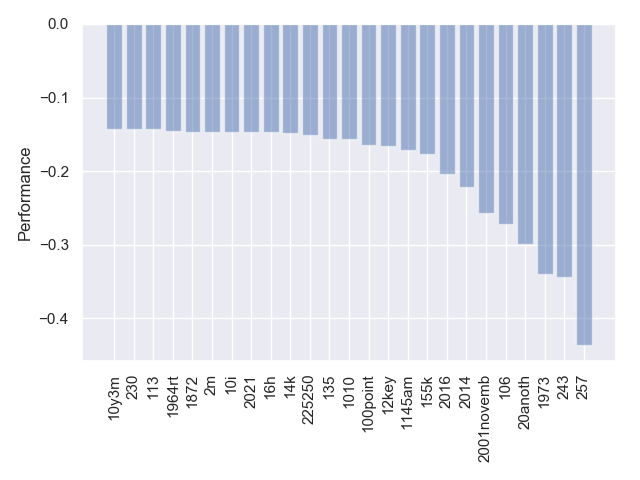 0.0
−0.1
−0.2
−0.3
−0.4
Performance
10y3m
230
113
1964rt
1872
2m
10i
2021
16h
14k
225250
135
1010
100point
12key
1145am
155k
2016
2014
2001novemb
106
20anoth
1973
243
257